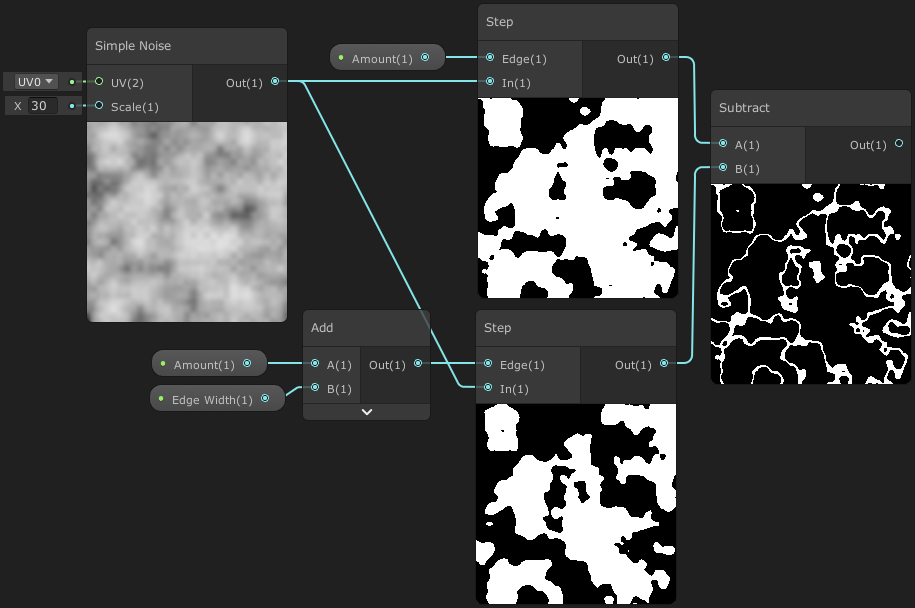 Simple Noise
UV0
UV(2)
Out(1)
X 30
Scale(1)
Amount(1)
Step
Edge(1)
Out(1)
In(1)
Subtract
A(1)
Out(1)
B(1)
Amount(1)
Edge Width(1)
Add
A(1)
Out(1)
B(1)
Step
Edge(1)
Out(1)
In(1)